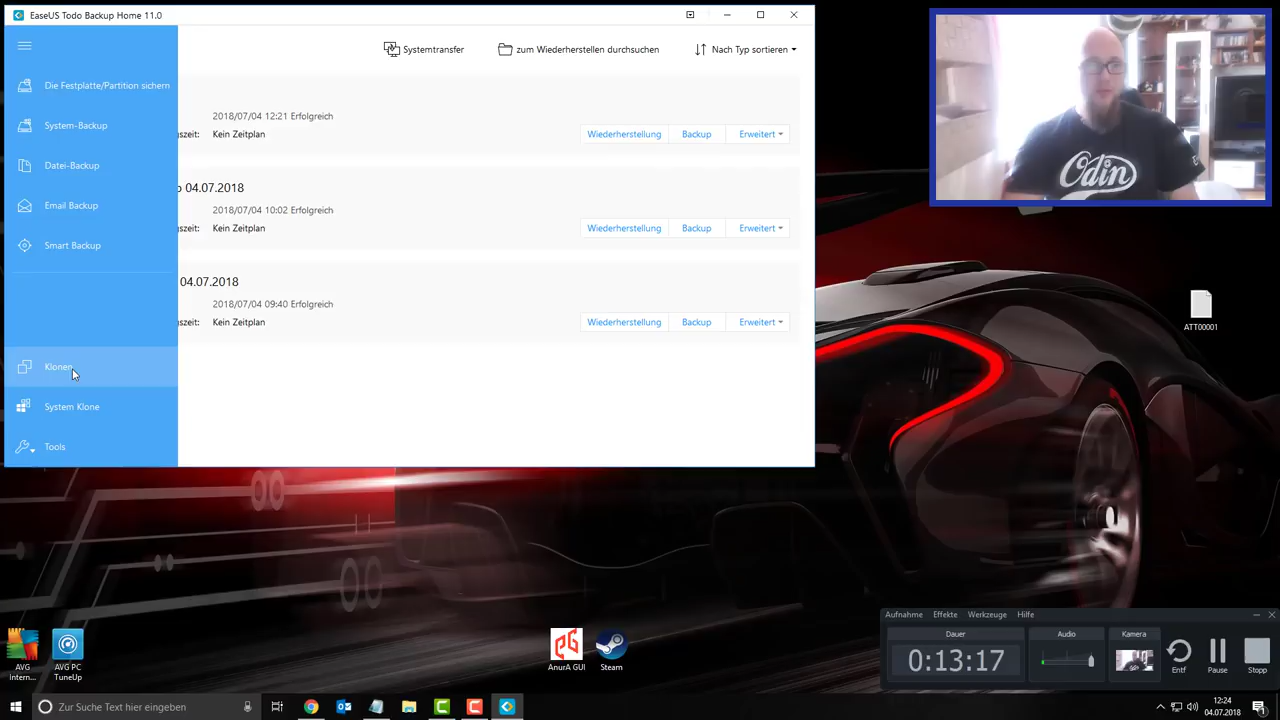 EaseUS Todo Backup Home 11.0
Systemtransfer
zum Wiederherstellen durchsuchen
Nach Typ sortieren
Die Festplatte/Partition sichern
System-Backup
Datei-Backup
Email Backup
Smart Backup
Klonen
System Klone
Tools
2018/07/04 12:21 Erfolgreich
gszeit: Kein Zeitplan
Wiederherstellung Backup Erweitert
04.07.2018
2018/07/04 10:02 Erfolgreich
gszeit: Kein Zeitplan
Wiederherstellung Backup Erweitert
04.07.2018
2018/07/04 09:40 Erfolgreich
gszeit: Kein Zeitplan
Wiederherstellung Backup Erweitert
Odin
ATT00001
AVG Intern...
AVG PC TuneUp
AnurA GUI
Steam
Aufnahme Effekte Werkzeuge Hilfe
Dauer
0:13:17
Audio
Kamera
Entf
Pause
Stopp
Zur Suche Text hier eingeben
12:24
04.07.2018